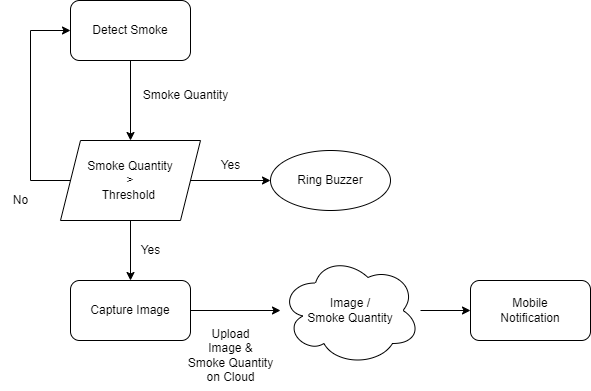 Detect Smoke
Smoke Quantity
Smoke Quantity
>
Threshold
Yes
Ring Buzzer
No
Yes
Capture Image
Upload
Image &
Smoke Quantity
on Cloud
Image /
Smoke Quantity
Mobile
Notification